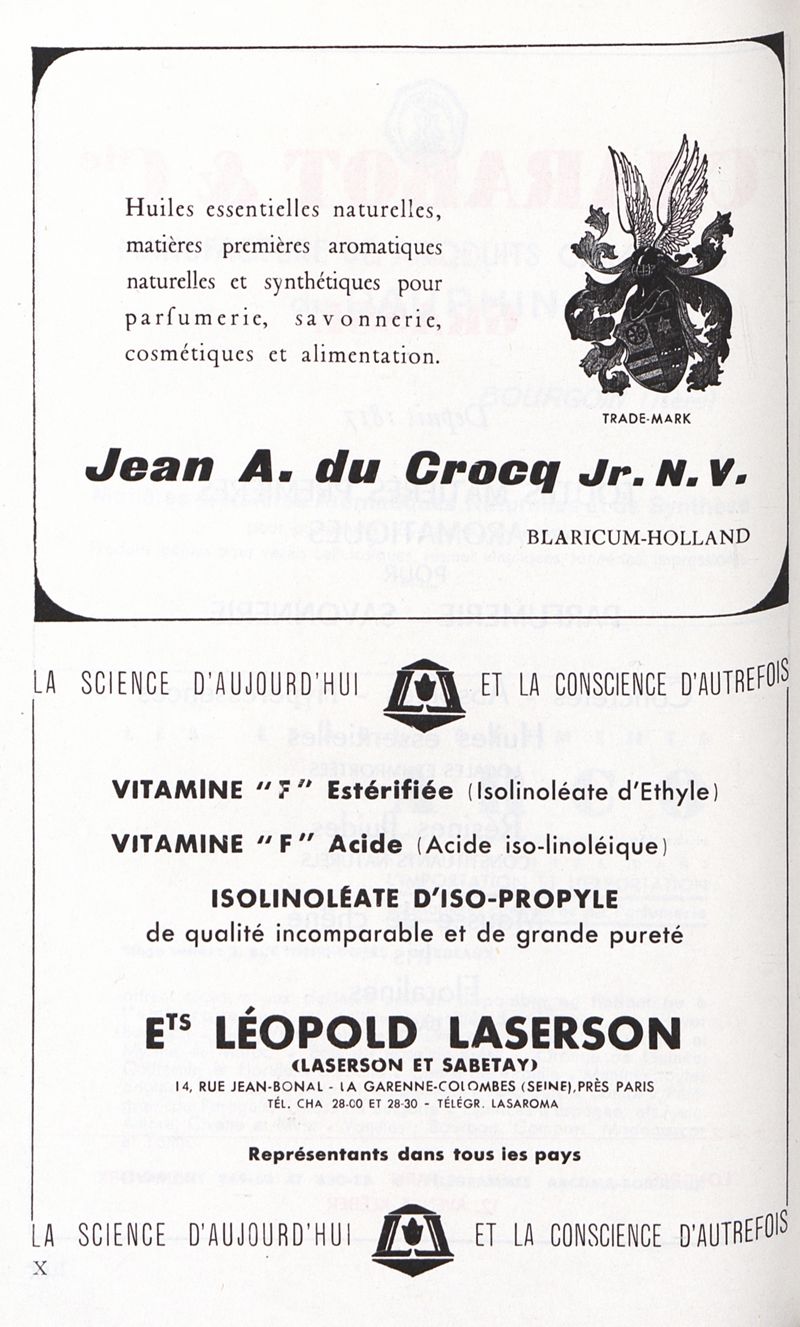 Huiles essentielles naturelles,
matières premières aromatiques
naturelles et synthétiques pour
parfumerie, savonnerie,
cosmétiques et alimentation.
TRADE-MARK
Jean A. du Crocq Jr. N. V.
BLARICUM-HOLLAND
LA SCIENCE D'AUJOURD'HUI ET LA CONSCIENCE D'AUTREFOIS
VITAMINE "F" Estérifiée (Isolinoléate d'Ethyle)
VITAMINE "F" Acide (Acide iso-linoléique)
ISOLINOLÉATE D'ISO-PROPYLE
de qualité incomparable et de grande pureté
ETS LÉOPOLD LASERSON
(LASERSON ET SABETAY)
14, RUE JEAN-BONAL - LA GARENNE-COLOMBES (SEINE), PRÈS PARIS
TÉL. CHA 28-00 ET 28-30 - TÉLÉGR. LASAROMA
Représentants dans tous les pays
LA SCIENCE D'AUJOURD'HUI ET LA CONSCIENCE D'AUTREFOIS
X